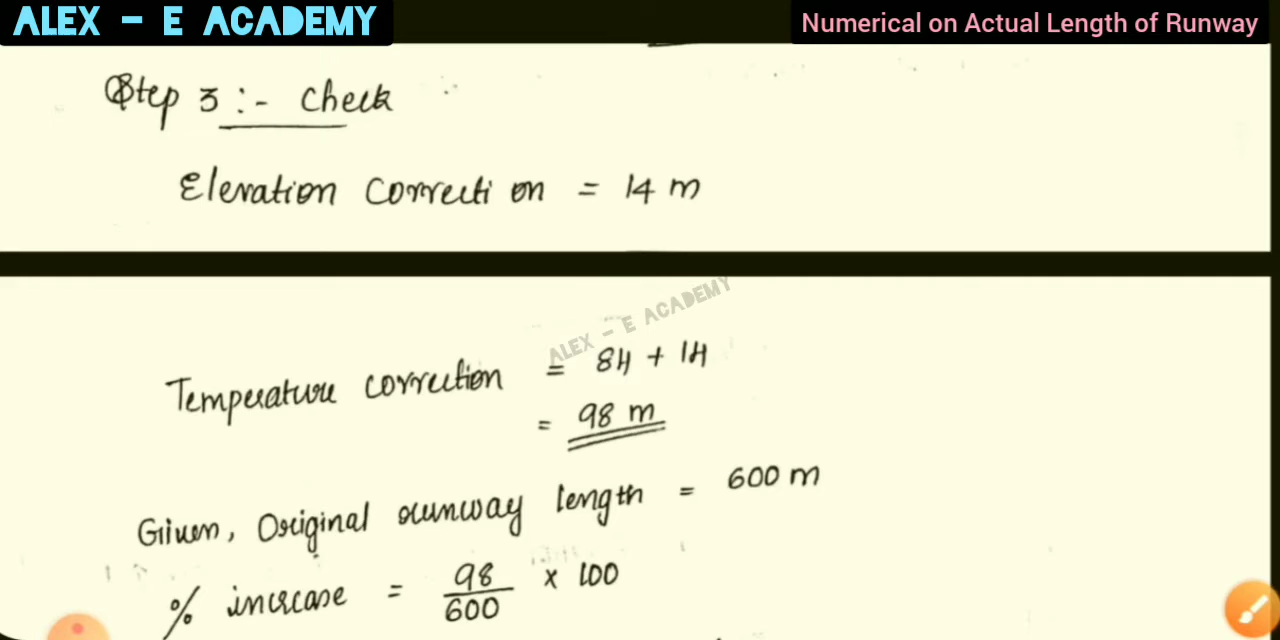 ALEX - E ACADEMY
Numerical on Actual Length of Runway
Step 3 :- Check
Elevation Correction = 14 m
ALEX - E ACADEMY
Temperature correction = 84 + 14
= 98 m
Given, Original runway length = 600 m
% increase = 98/600 x 100